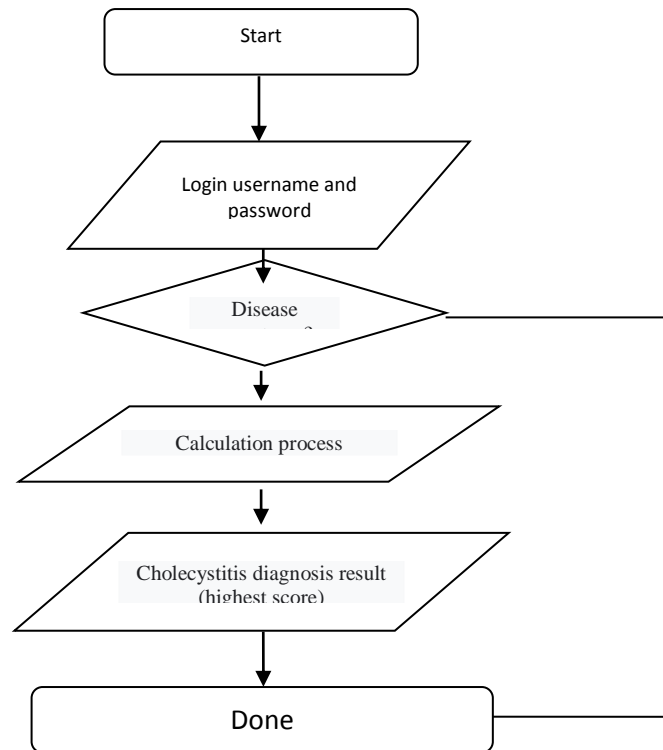 Start
Login username and
password
Disease
Calculation process
Cholecystitis diagnosis result
(highest score)
Done